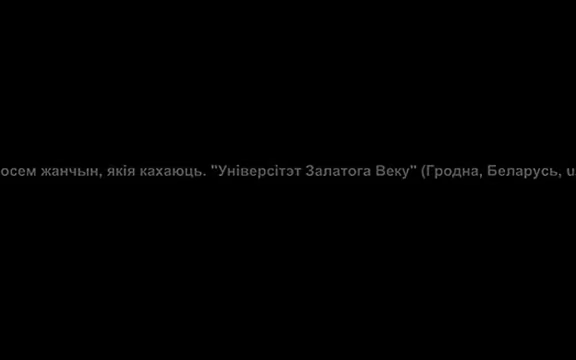 осем жанчын, якія кахаюць. "Універсітэт Залатога Веку" (Гродна, Беларусь, u